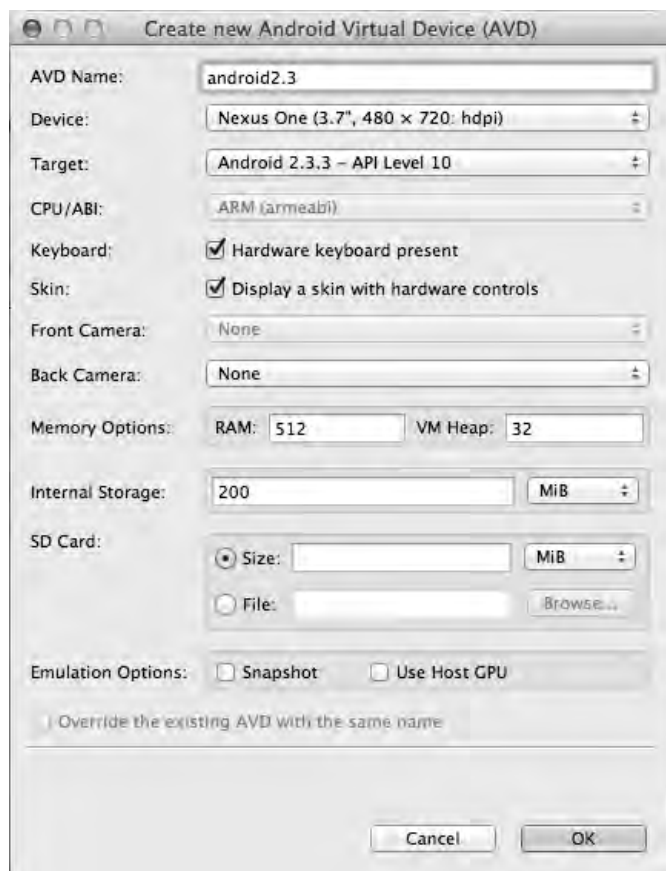 Create new Android Virtual Device (AVD)
AVD Name: android2.3
Device: Nexus One (3.7", 480 × 720: hdpi)
Target: Android 2.3.3 – API Level 10
CPU/ABI: ARM (armeabi)
Keyboard: Hardware keyboard present
Skin: Display a skin with hardware controls
Front Camera: None
Back Camera: None
Memory Options: RAM: 512 VM Heap: 32
Internal Storage: 200 MiB
SD Card:
Size: MiB
File: Browse...
Emulation Options: Snapshot Use Host GPU
Override the existing AVD with the same name
Cancel OK